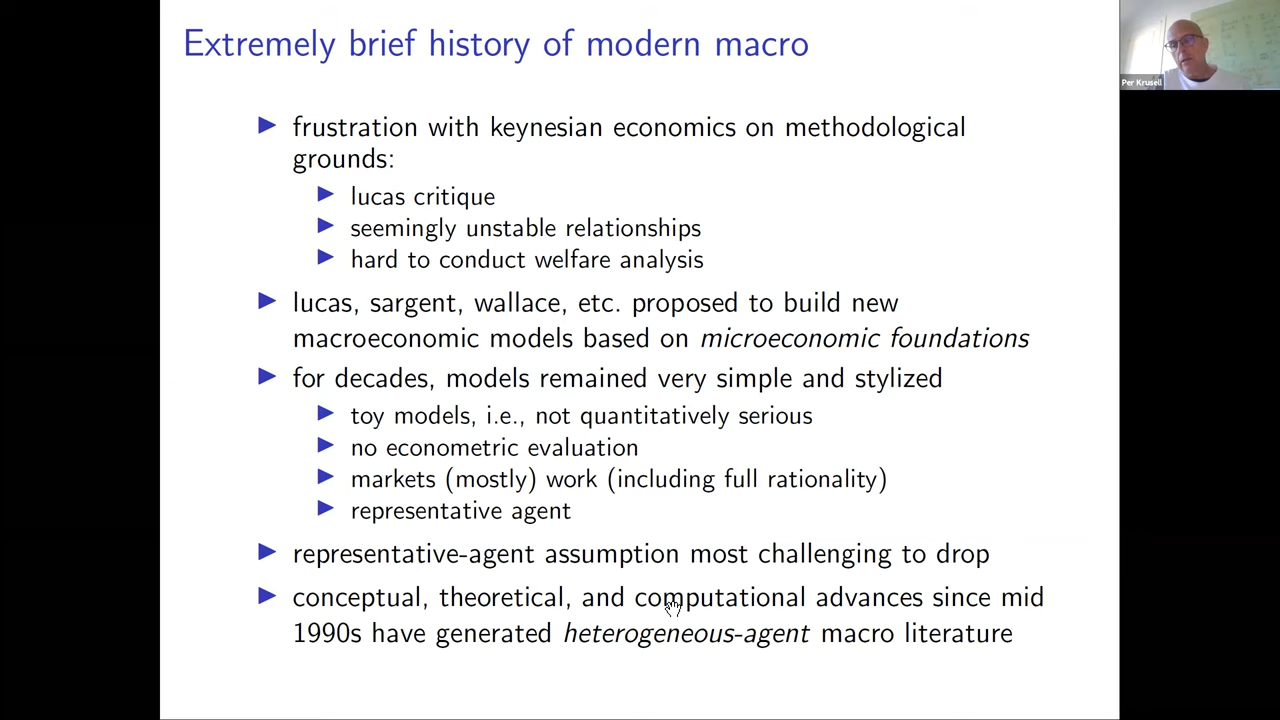 Extremely brief history of modern macro
Per Krusell
frustration with keynesian economics on methodological
grounds:
lucas critique
seemingly unstable relationships
hard to conduct welfare analysis
lucas, sargent, wallace, etc. proposed to build new
macroeconomic models based on microeconomic foundations
for decades, models remained very simple and stylized
toy models, i.e., not quantitatively serious
no econometric evaluation
markets (mostly) work (including full rationality)
representative agent
representative-agent assumption most challenging to drop
conceptual, theoretical, and computational advances since mid
1990s have generated heterogeneous-agent macro literature